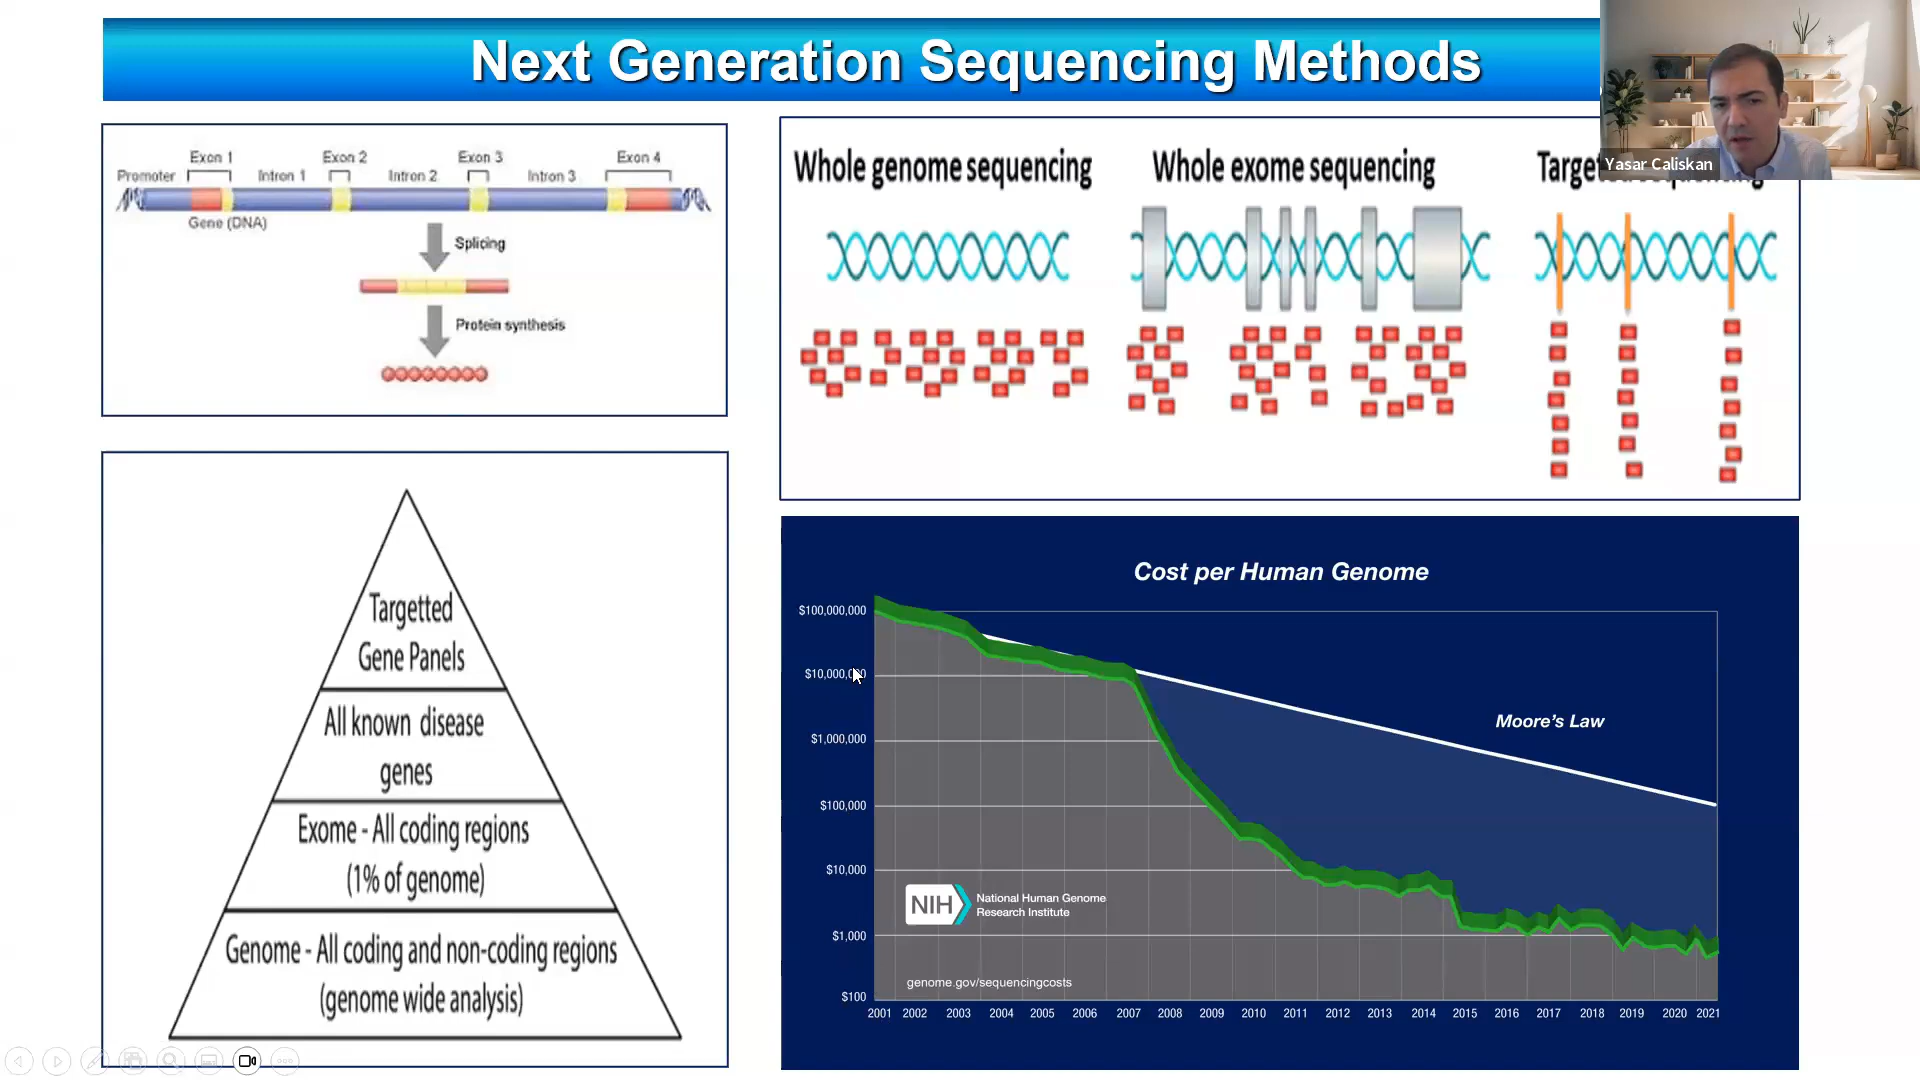 Next Generation Sequencing Methods
Yasar Caliskan
Exon 1
Exon 2
Exon 3
Exon 4
Promoter
Intron 1
Intron 2
Intron 3
Gene (DNA)
Splicing
Protein synthesis
Whole genome sequencing
Whole exome sequencing
Targetted
Gene Panels
All known disease
genes
Exome - All coding regions
(1% of genome)
Genome - All coding and non-coding regions
(genome wide analysis)
Cost per Human Genome
$100,000,000
$10,000,000
$1,000,000
$100,000
$10,000
$1,000
$100
Moore's Law
NIH
National Human Genome
Research Institute
genome.gov/sequencingcosts
2001 2002 2003 2004 2005 2006 2007 2008 2009 2010 2011 2012 2013 2014 2015 2016 2017 2018 2019 2020 2021